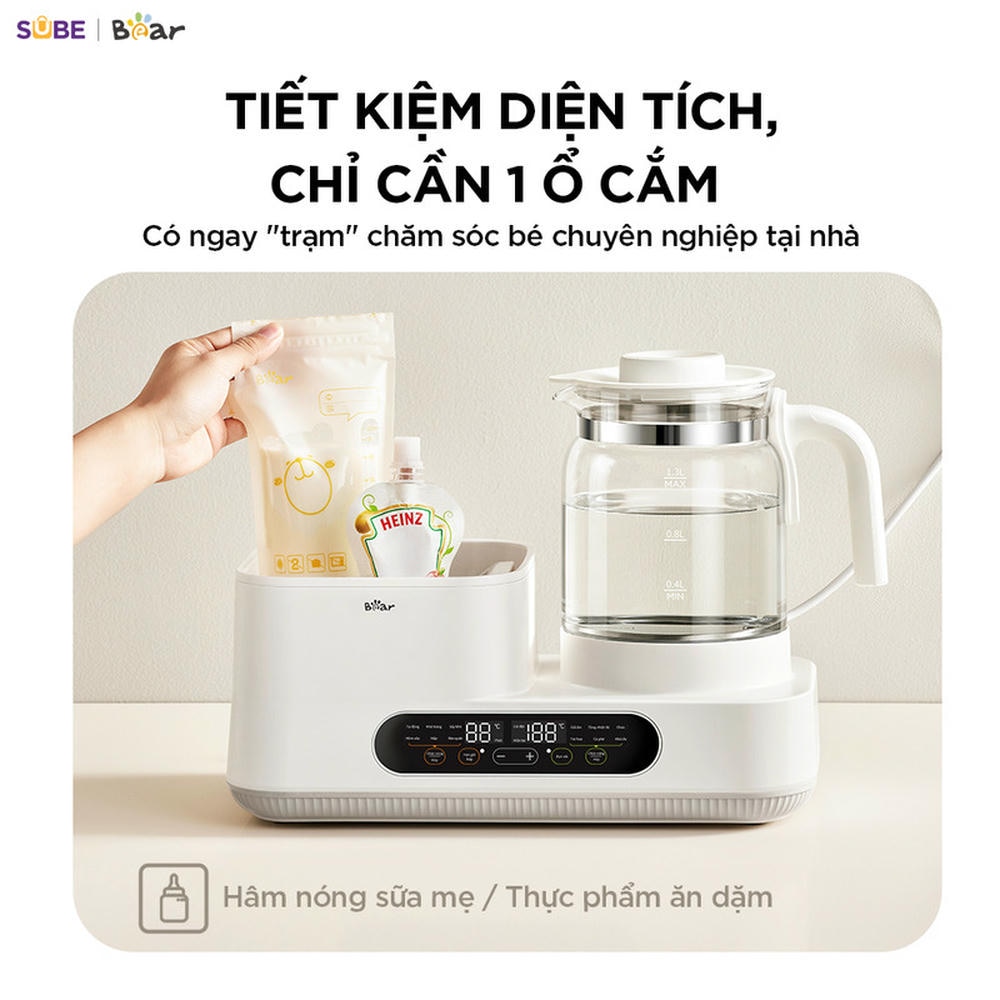 SUBE | Bear
TIẾT KIỆM DIỆN TÍCH,
CHỈ CẦN 1 Ổ CẮM
Có ngay "trạm" chăm sóc bé chuyên nghiệp tại nhà
Bear
HEINZ
1.3L
MAX
0.8L
0.4L
MIN
Bear
88 °C
188 °C
Hâm nóng sữa mẹ / Thực phẩm ăn dặm